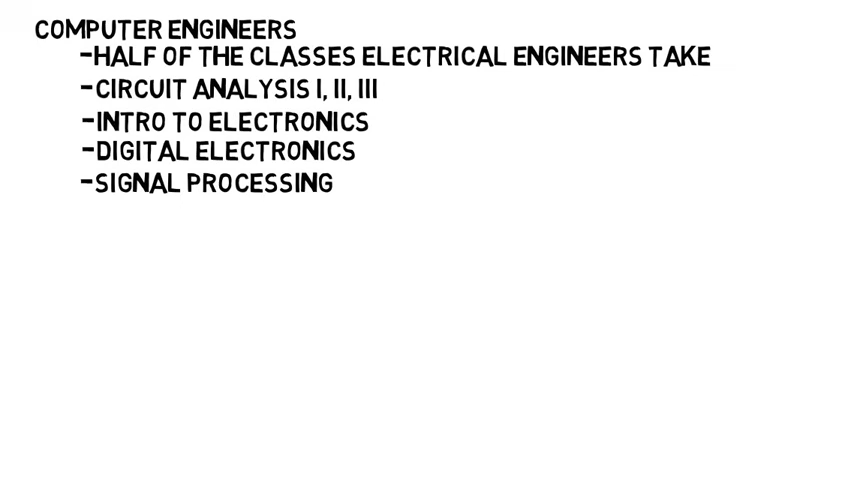 COMPUTER ENGINEERS
-HALF OF THE CLASSES ELECTRICAL ENGINEERS TAKE
-CIRCUIT ANALYSIS I, II, III
-INTRO TO ELECTRONICS
-DIGITAL ELECTRONICS
-SIGNAL PROCESSING